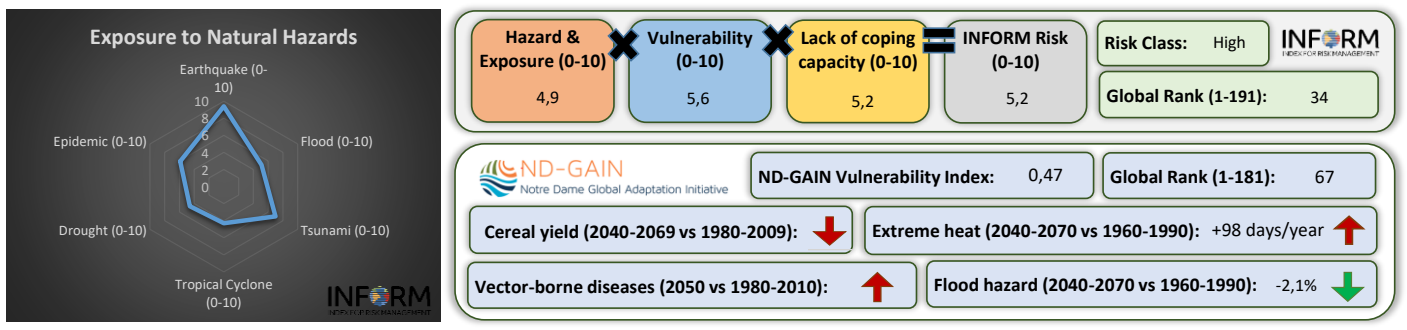 Exposure to Natural Hazards
Earthquake (0-
10)
10
8
6
4
2
0
Epidemic (0-10)
Flood (0-10)
Drought (0-10)
Tsunami (0-10)
Tropical Cyclone
(0-10)
INFORM
INDEX FOR RISK MANAGEMENT
Hazard &
Exposure (0-10)
4,9
Vulnerability
(0-10)
5,6
Lack of coping
capacity (0-10)
5,2
INFORM Risk
(0-10)
5,2
Risk Class: High
INFORM
INDEX FOR RISK MANAGEMENT
Global Rank (1-191): 34
ND-GAIN
Notre Dame Global Adaptation Initiative
ND-GAIN Vulnerability Index: 0,47
Global Rank (1-181): 67
Cereal yield (2040-2069 vs 1980-2009):
Extreme heat (2040-2070 vs 1960-1990): +98 days/year
Vector-borne diseases (2050 vs 1980-2010):
Flood hazard (2040-2070 vs 1960-1990): -2,1%